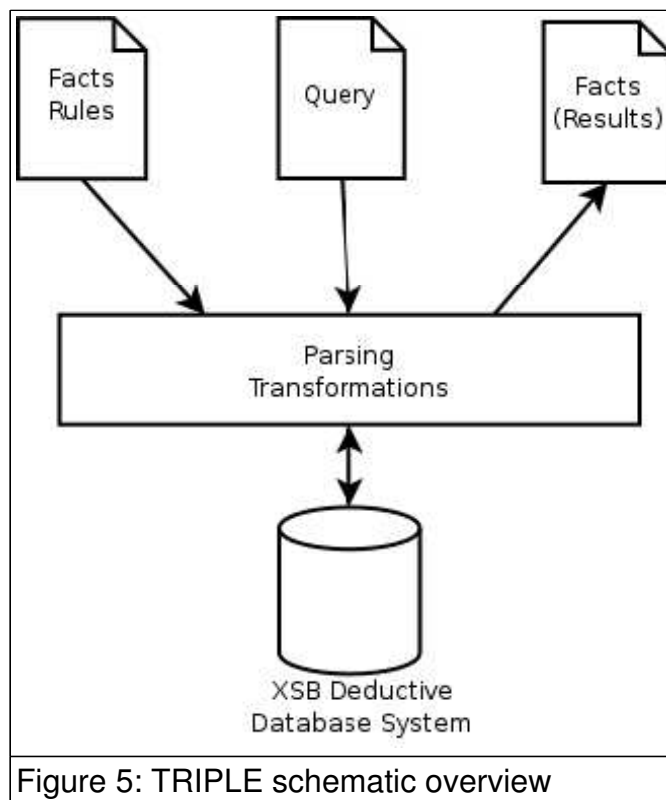 Facts
Rules
Query
Facts
(Results)
Parsing
Transformations
XSB Deductive
Database System
Figure 5: TRIPLE schematic overview